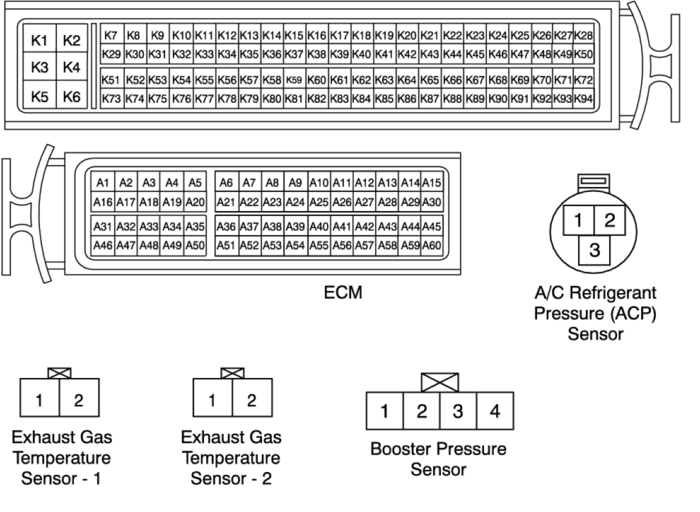 K7 K8 K9 K10 K11 K12 K13 K14 K15 K16 K17 K18 K19 K20 K21 K22 K23 K24 K25 K26 K27 K28
K1 K2
K29 K30 K31 K32 K33 K34 K35 K36 K37 K38 K39 K40 K41 K42 K43 K44 K45 K46 K47 K48 K49 K50
K3 K4
K51 K52 K53 K54 K55 K56 K57 K58 K59 K60 K61 K62 K63 K64 K65 K66 K67 K68 K69 K70 K71 K72
K5 K6
K73 K74 K75 K76 K77 K78 K79 K80 K81 K82 K83 K84 K85 K86 K87 K88 K89 K90 K91 K92 K93 K94
A1 A2 A3 A4 A5 A6 A7 A8 A9 A10 A11 A12 A13 A14 A15
A16 A17 A18 A19 A20 A21 A22 A23 A24 A25 A26 A27 A28 A29 A30
A31 A32 A33 A34 A35 A36 A37 A38 A39 A40 A41 A42 A43 A44 A45
A46 A47 A48 A49 A50 A51 A52 A53 A54 A55 A56 A57 A58 A59 A60
ECM
1 2
3
A/C Refrigerant
Pressure (ACP)
Sensor
1 2
Exhaust Gas
Temperature
Sensor - 1
1 2
Exhaust Gas
Temperature
Sensor - 2
1 2 3 4
Booster Pressure
Sensor